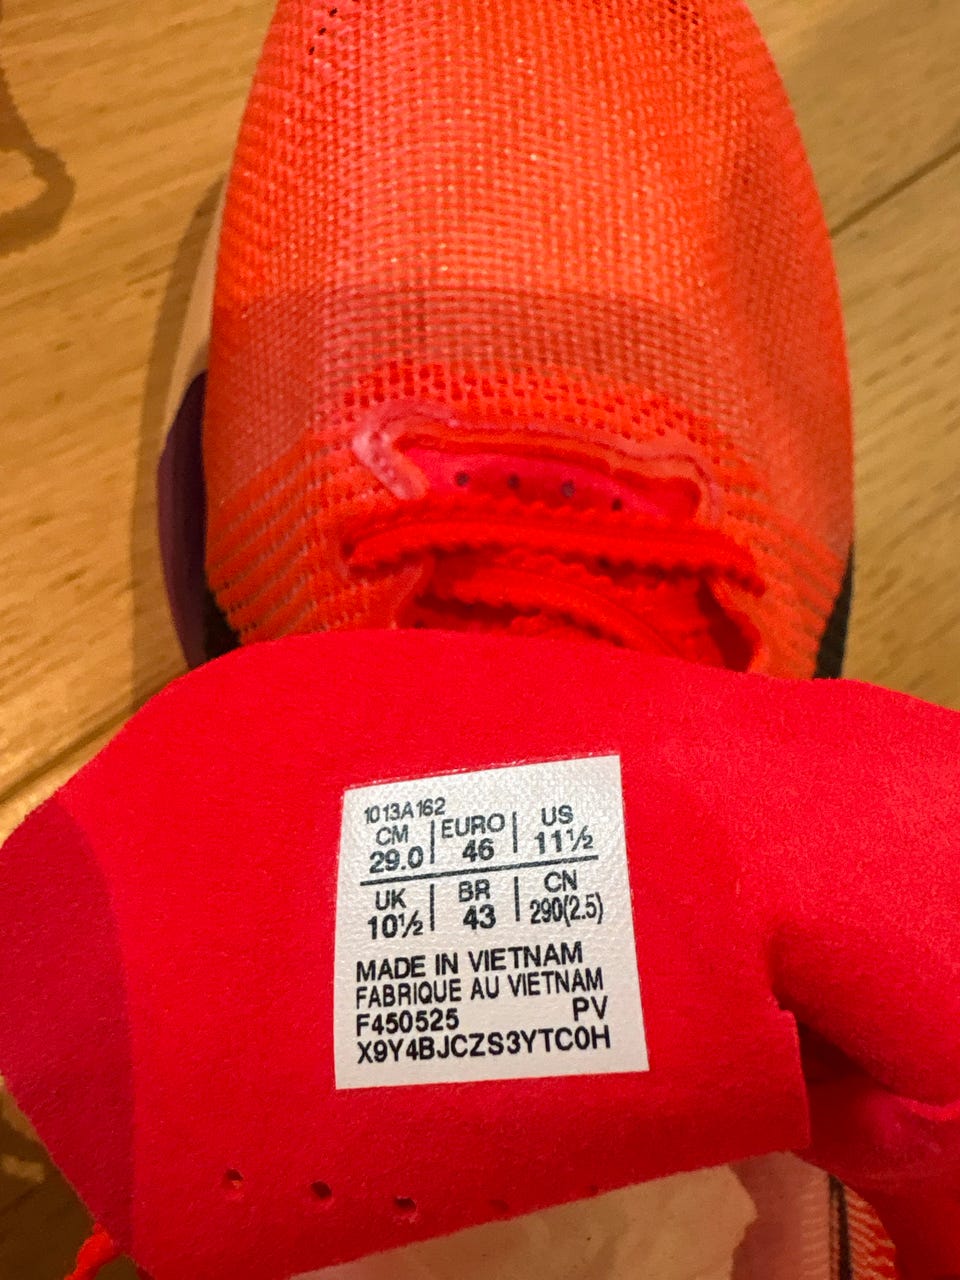 1013A162
CM EURO US
29.0 46 11½
UK BR CN
10½ 43 290(2.5)
MADE IN VIETNAM
FABRIQUE AU VIETNAM
F450525 PV
X9Y4BJCZS3YTC0H